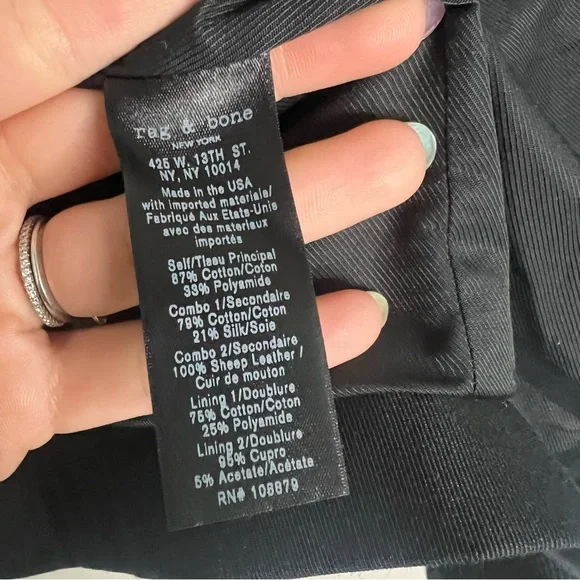 rag & bone
NEW YORK
425 W. 13TH ST.
NY, NY 10014
Made in the USA
with imported materials/
Fabriqué Aux Etats-Unis
avec des materiaux
importés
Self/Tissu Principal
67% Cotton/Coton
33% Polyamide
Combo 1/Secondaire
79% Cotton/Coton
21% Silk/Soie
Combo 2/Secondaire
100% Sheep Leather /
Cuir de mouton
Lining 1/Doublure
75% Cotton/Coton
25% Polyamide
Lining 2/Doublure
95% Cupro
5% Acetate/Acétate
RN# 108879